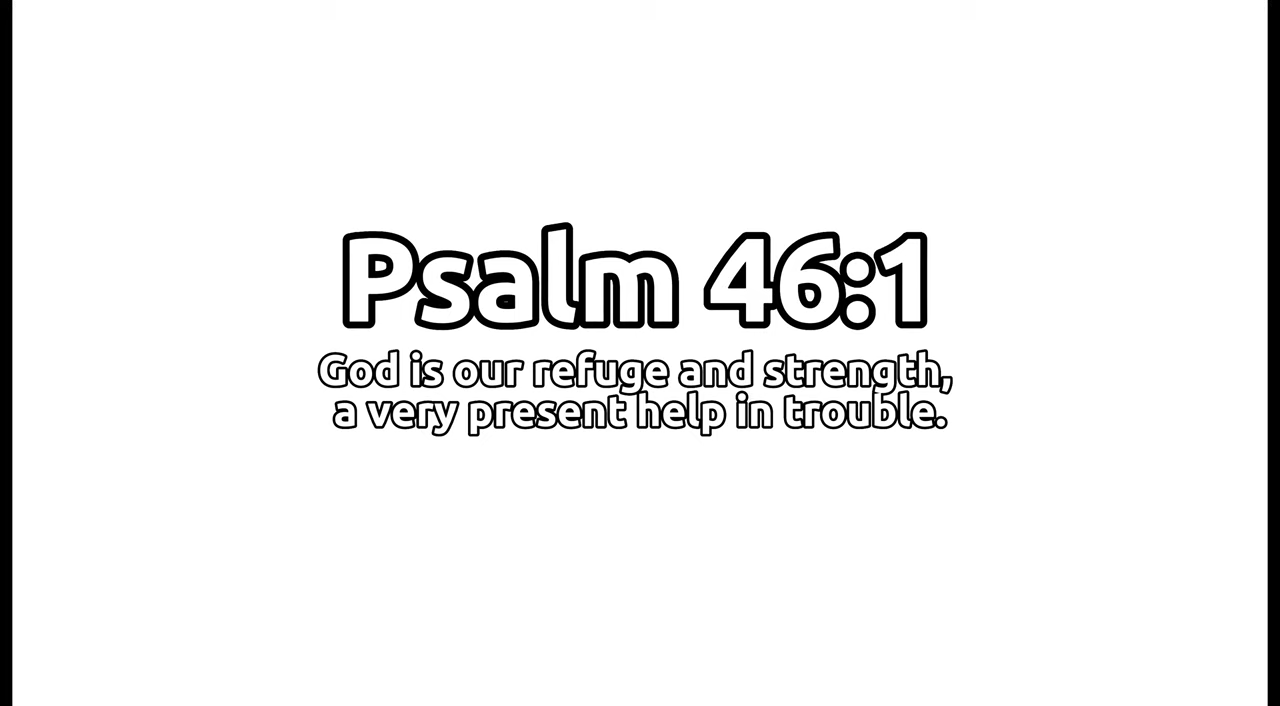 Psalm 46:1
God is our refuge and strength,
a very present help in trouble.